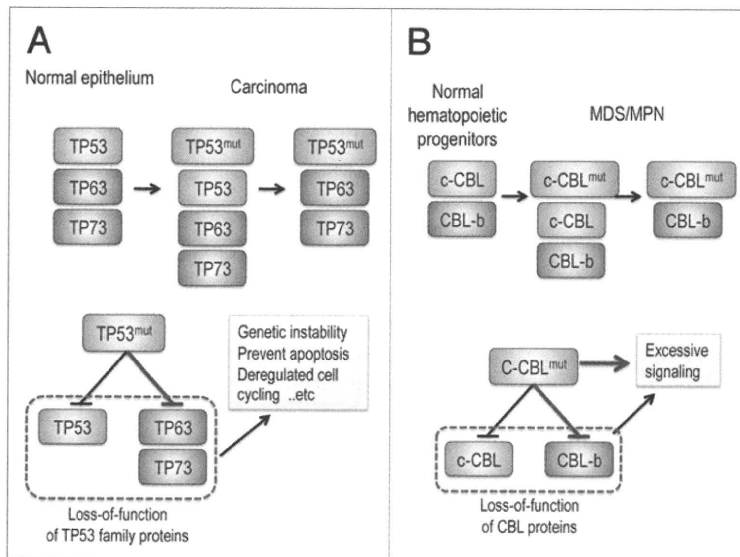 A
Normal epithelium
Carcinoma
TP53
TP63
TP73
TP53mut
TP53
TP63
TP73
TP53mut
TP63
TP73
TP53mut
TP53
TP63
TP73
Genetic instability
Prevent apoptosis
Deregulated cell
cycling ..etc
Loss-of-function
of TP53 family proteins
B
Normal
hematopoietic
progenitors
MDS/MPN
c-CBL
CBL-b
c-CBLmut
c-CBL
CBL-b
c-CBLmut
CBL-b
C-CBLmut
Excessive
signaling
c-CBL
CBL-b
Loss-of-function
of CBL proteins